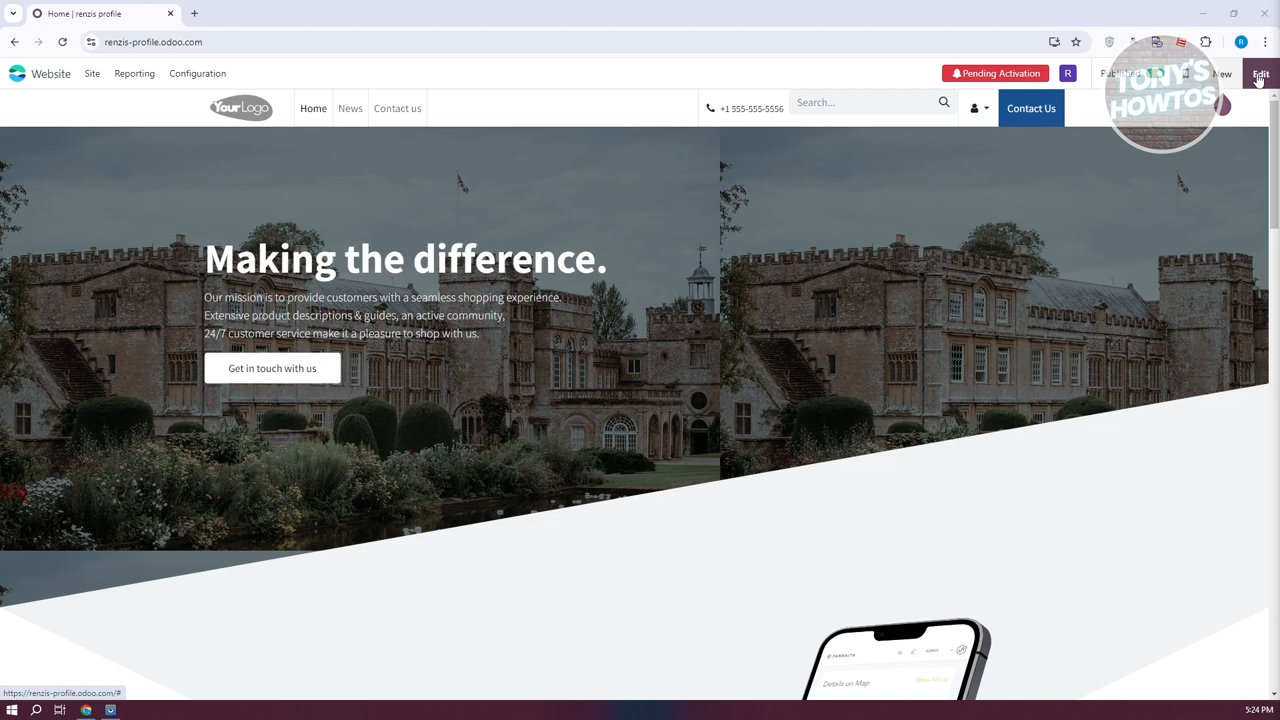 Home | renzis profile
renzis-profile.odoo.com
R
Website Site Reporting Configuration
Pending Activation R Published New Edit
TONY'S
HOWTOS
YourLogo Home News Contact us
+1 555-555-5556 Search... Contact Us
Making the difference.
Our mission is to provide customers with a seamless shopping experience.
Extensive product descriptions & guides, an active community,
24/7 customer service make it a pleasure to shop with us.
Get in touch with us
ADMIN
Details on Map
https://renzis-profile.odoo.com/#
5:24 PM